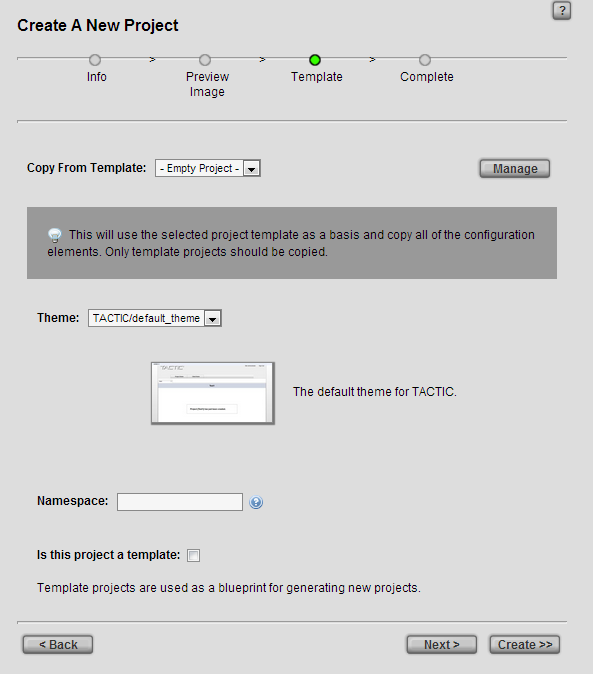 ?
Create A New Project
> > >
Info Preview Template Complete
Image
Copy From Template: - Empty Project - Manage
This will use the selected project template as a basis and copy all of the configuration
elements. Only template projects should be copied.
Theme: TACTIC/default_theme
TACTIC
The default theme for TACTIC.
Namespace: ?
Is this project a template:
Template projects are used as a blueprint for generating new projects.
< Back Next > Create >>